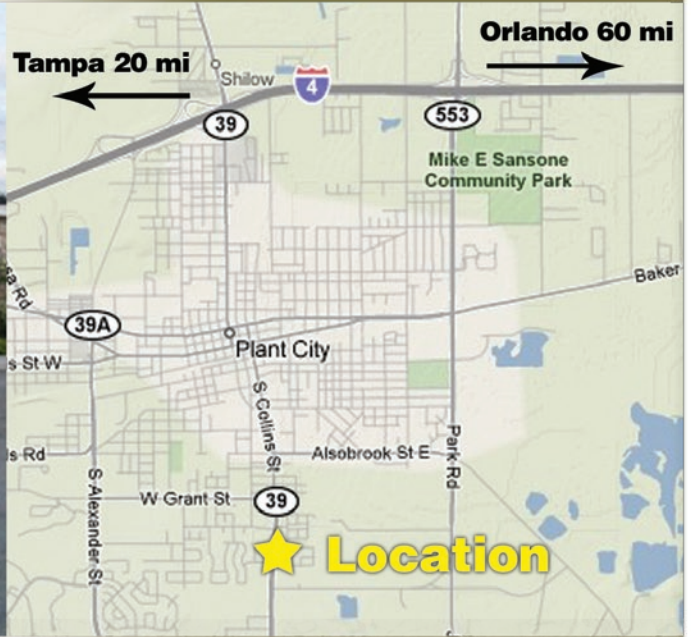 Orlando 60 mi
Tampa 20 mi
Shilow
4
39
553
Mike E Sansone
Community Park
sa Rd
Baker
39A
Plant City
s St W
S Collins St
Alsobrook St E
Park Rd
s Rd
S Alexander St
W Grant St
39
Location